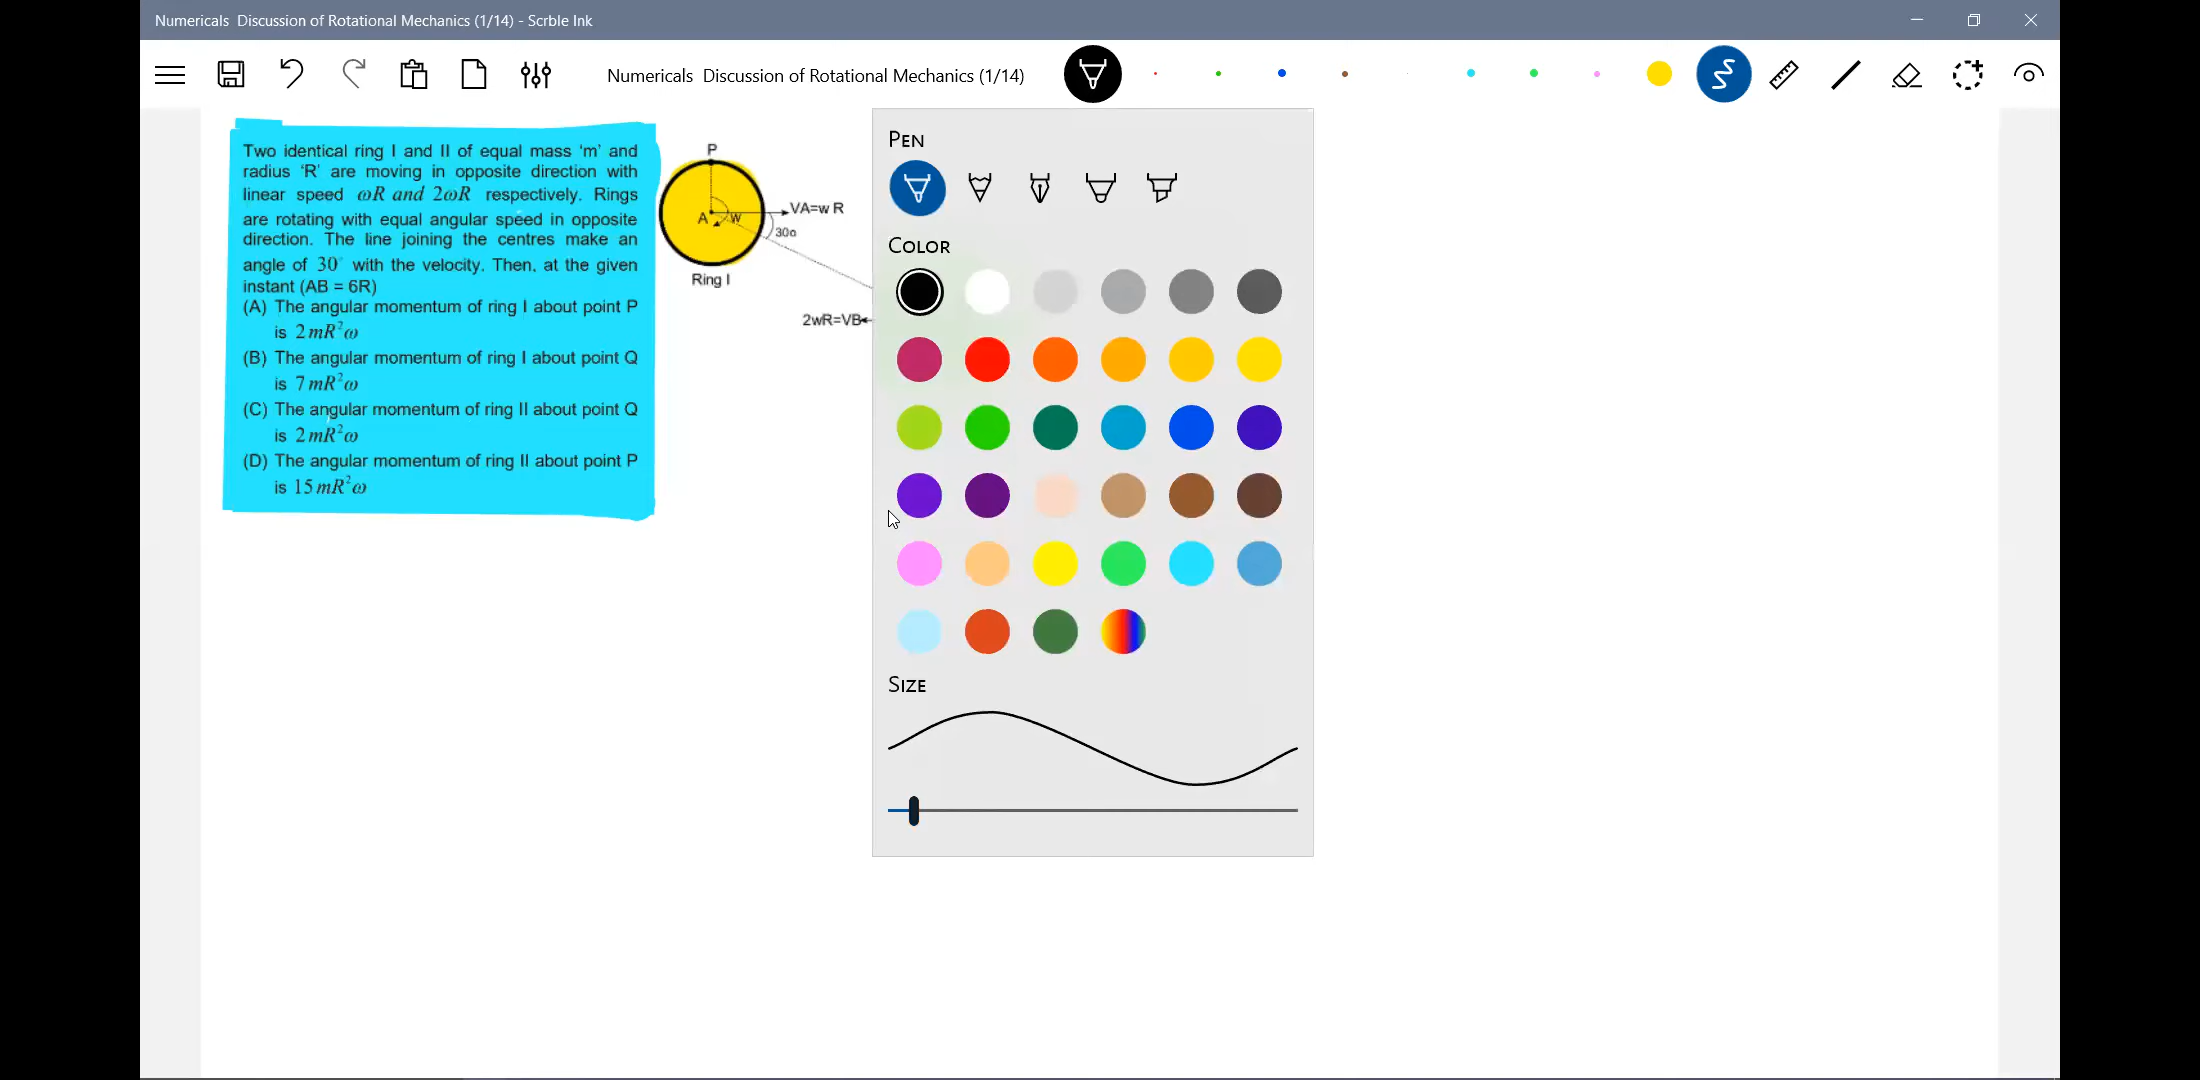 Numericals Discussion of Rotational Mechanics (1/14) - Scrble Ink
Numericals Discussion of Rotational Mechanics (1/14)
Two identical ring I and II of equal mass ‘m’ and
radius ‘R’ are moving in opposite direction with
linear speed ωR and 2ωR respectively. Rings
are rotating with equal angular speed in opposite
direction. The line joining the centres make an
angle of 30° with the velocity. Then, at the given
instant (AB = 6R)
(A) The angular momentum of ring I about point P
is 2mR²ω
(B) The angular momentum of ring I about point Q
is 7mR²ω
(C) The angular momentum of ring II about point Q
is 2mR²ω
(D) The angular momentum of ring II about point P
is 15mR²ω
P
A
w
VA=w R
30o
Ring I
2wR=VB
PEN
COLOR
SIZE